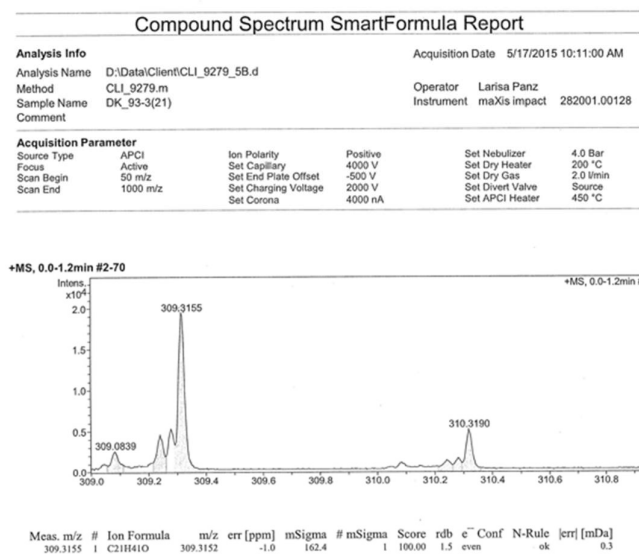 Compound Spectrum SmartFormula Report
Analysis Info
Acquisition Date 5/17/2015 10:11:00 AM
Analysis Name D:\Data\Client\CLI_9279_5B.d
Method CLI_9279.m
Operator Larisa Panz
Sample Name DK_93-3(21)
Instrument maXis impact 282001.00128
Comment
Acquisition Parameter
Source Type APCI Ion Polarity Positive Set Nebulizer 4.0 Bar
Focus Active Set Capillary 4000 V Set Dry Heater 200 °C
Scan Begin 50 m/z Set End Plate Offset -500 V Set Dry Gas 2.0 l/min
Scan End 1000 m/z Set Charging Voltage 2000 V Set Divert Valve Source
Set Corona 4000 nA Set APCI Heater 450 °C
+MS, 0.0-1.2min #2-70
Intens. +MS, 0.0-1.2min #
x10⁴
2.0
309.3155
1.5
1.0
0.5
309.0839
310.3190
0.0
309.0 309.2 309.4 309.6 309.8 310.0 310.2 310.4 310.6 310.8
Meas. m/z # Ion Formula m/z err [ppm] mSigma # mSigma Score rdb e⁻ Conf N-Rule |err| [mDa]
309.3155 1 C21H41O 309.3152 -1.0 162.4 1 100.00 1.5 even ok 0.3